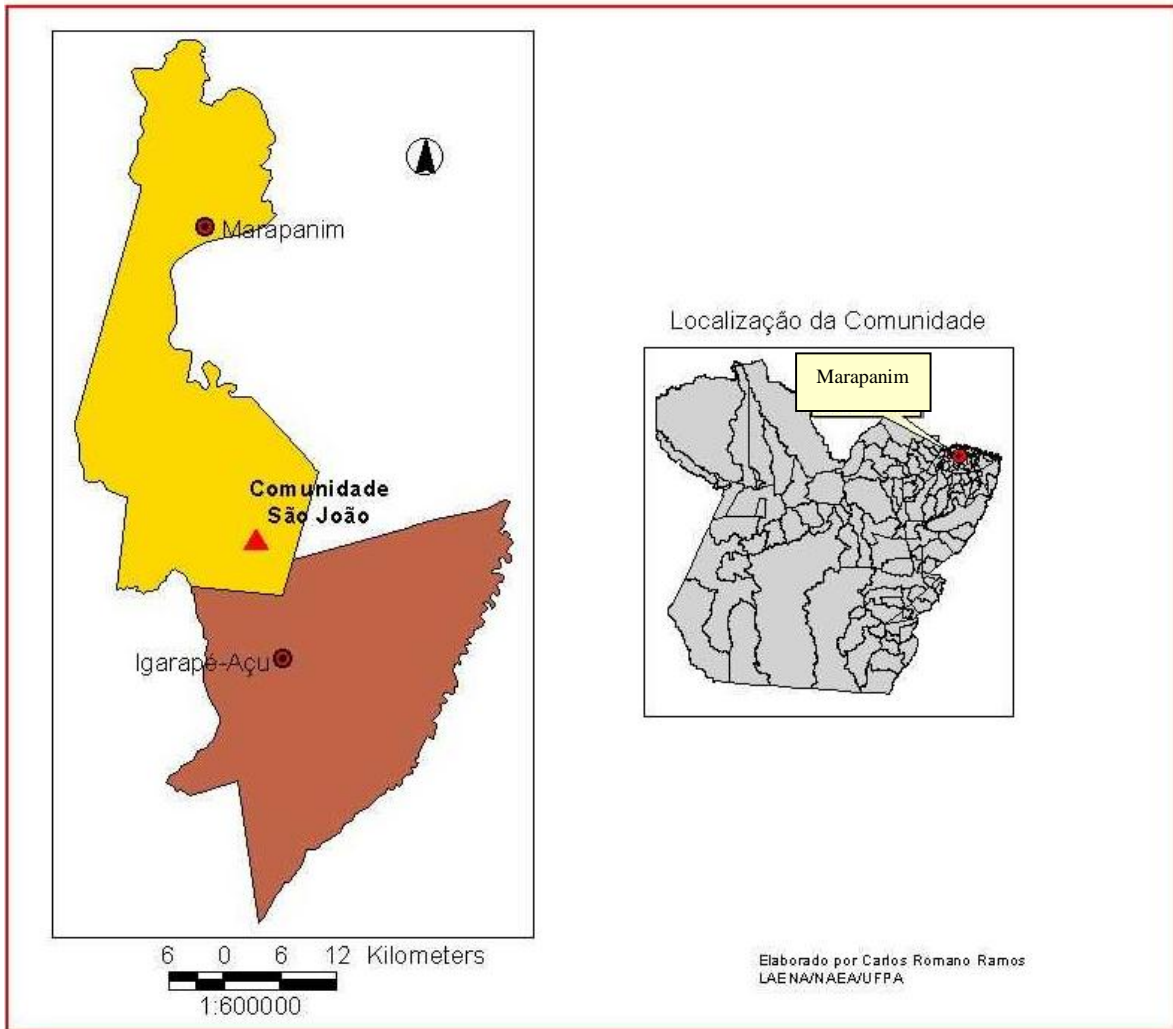 Marapanim
Localização da Comunidade
Marapanim
Comunidade
São João
Igarapé-Açu
6 0 6 12 Kilometers
1:600000
Elaborado por Carlos Romano Ramos
LAENA/NAEA/UFPA